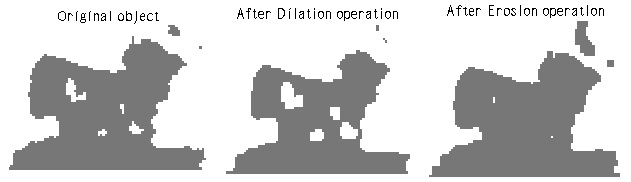 Original object
After Dilation operation
After Erosion operation